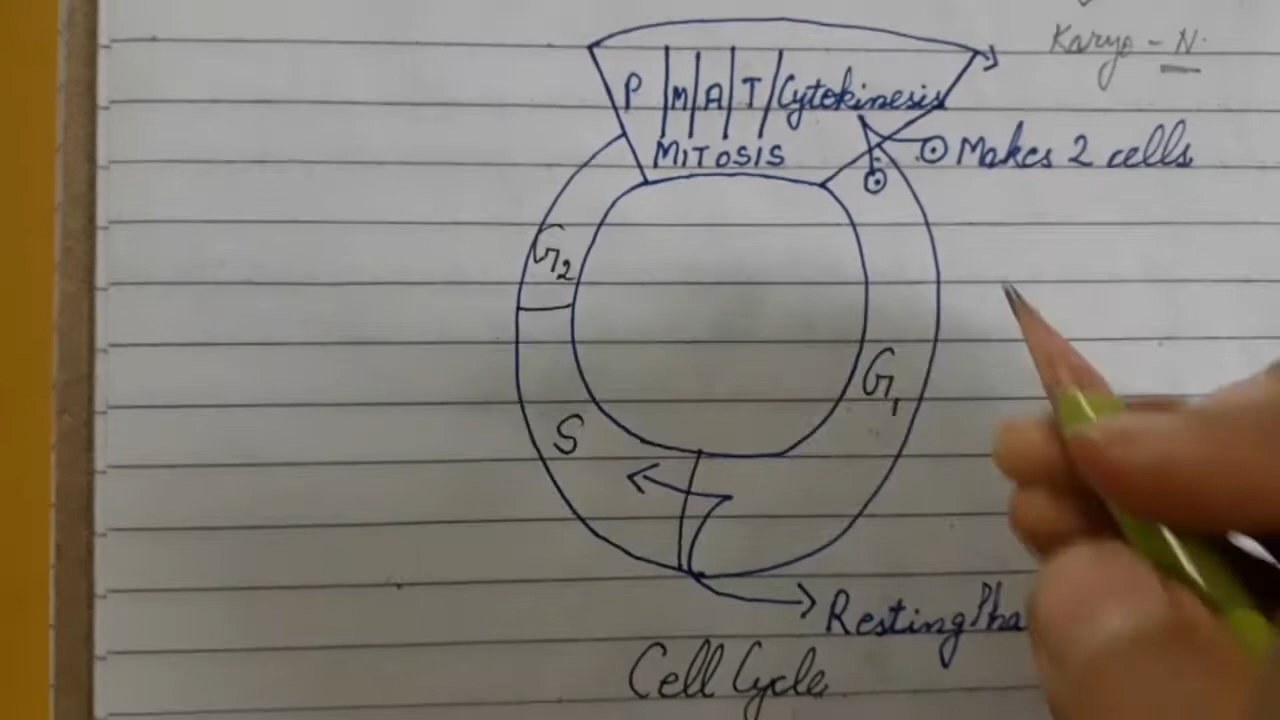 Karyo - N.
P M A T Cytokinesis
MITOSIS
Makes 2 cells
G2
G1
S
Resting Pha
Cell Cycle